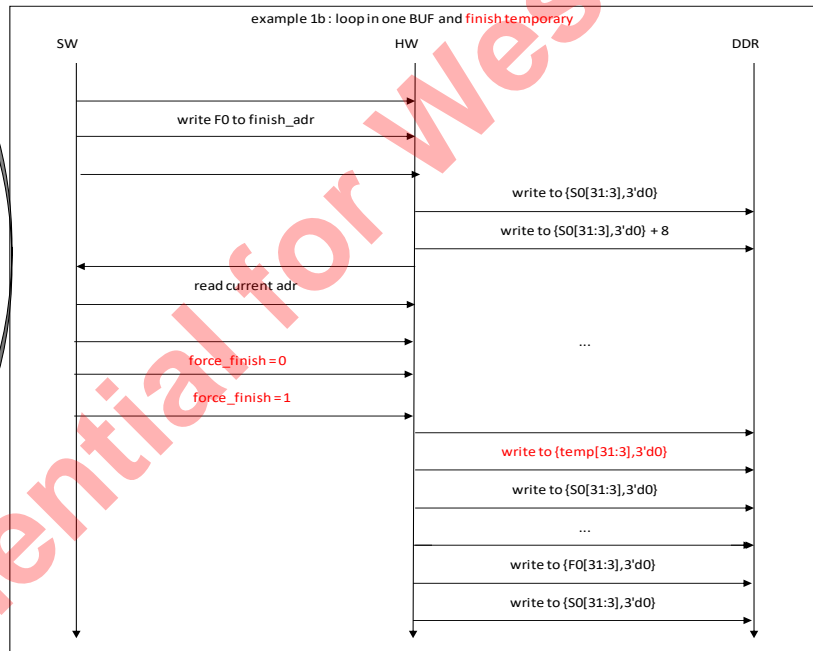 example 1b : loop in one BUF and finish temporary
SW HW DDR
write F0 to finish_adr
write to {S0[31:3],3'd0}
write to {S0[31:3],3'd0} + 8
read current adr
...
force_finish = 0
force_finish = 1
write to {temp[31:3],3'd0}
write to {S0[31:3],3'd0}
...
write to {F0[31:3],3'd0}
write to {S0[31:3],3'd0}
ential for Wes